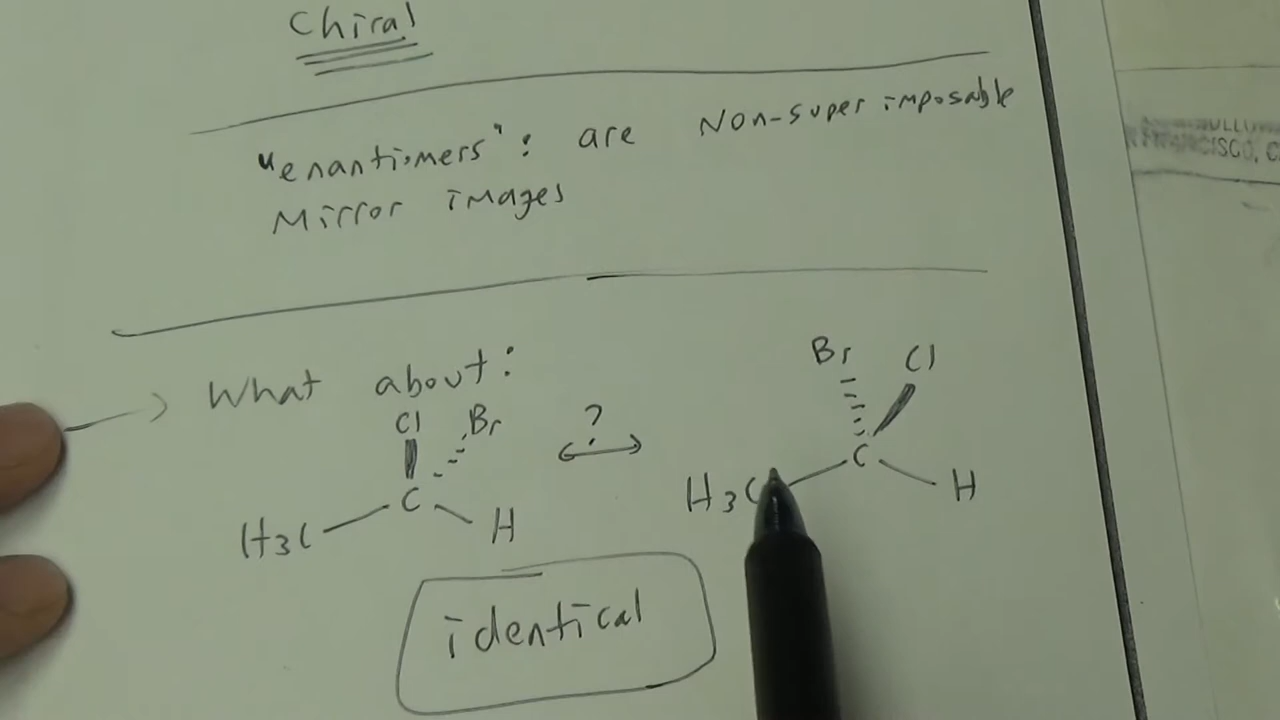 Chiral
"enantiomers": are Non-superimposable
Mirror images
What about:
Cl Br
?
H3C C H
Br Cl
H3C C H
identical